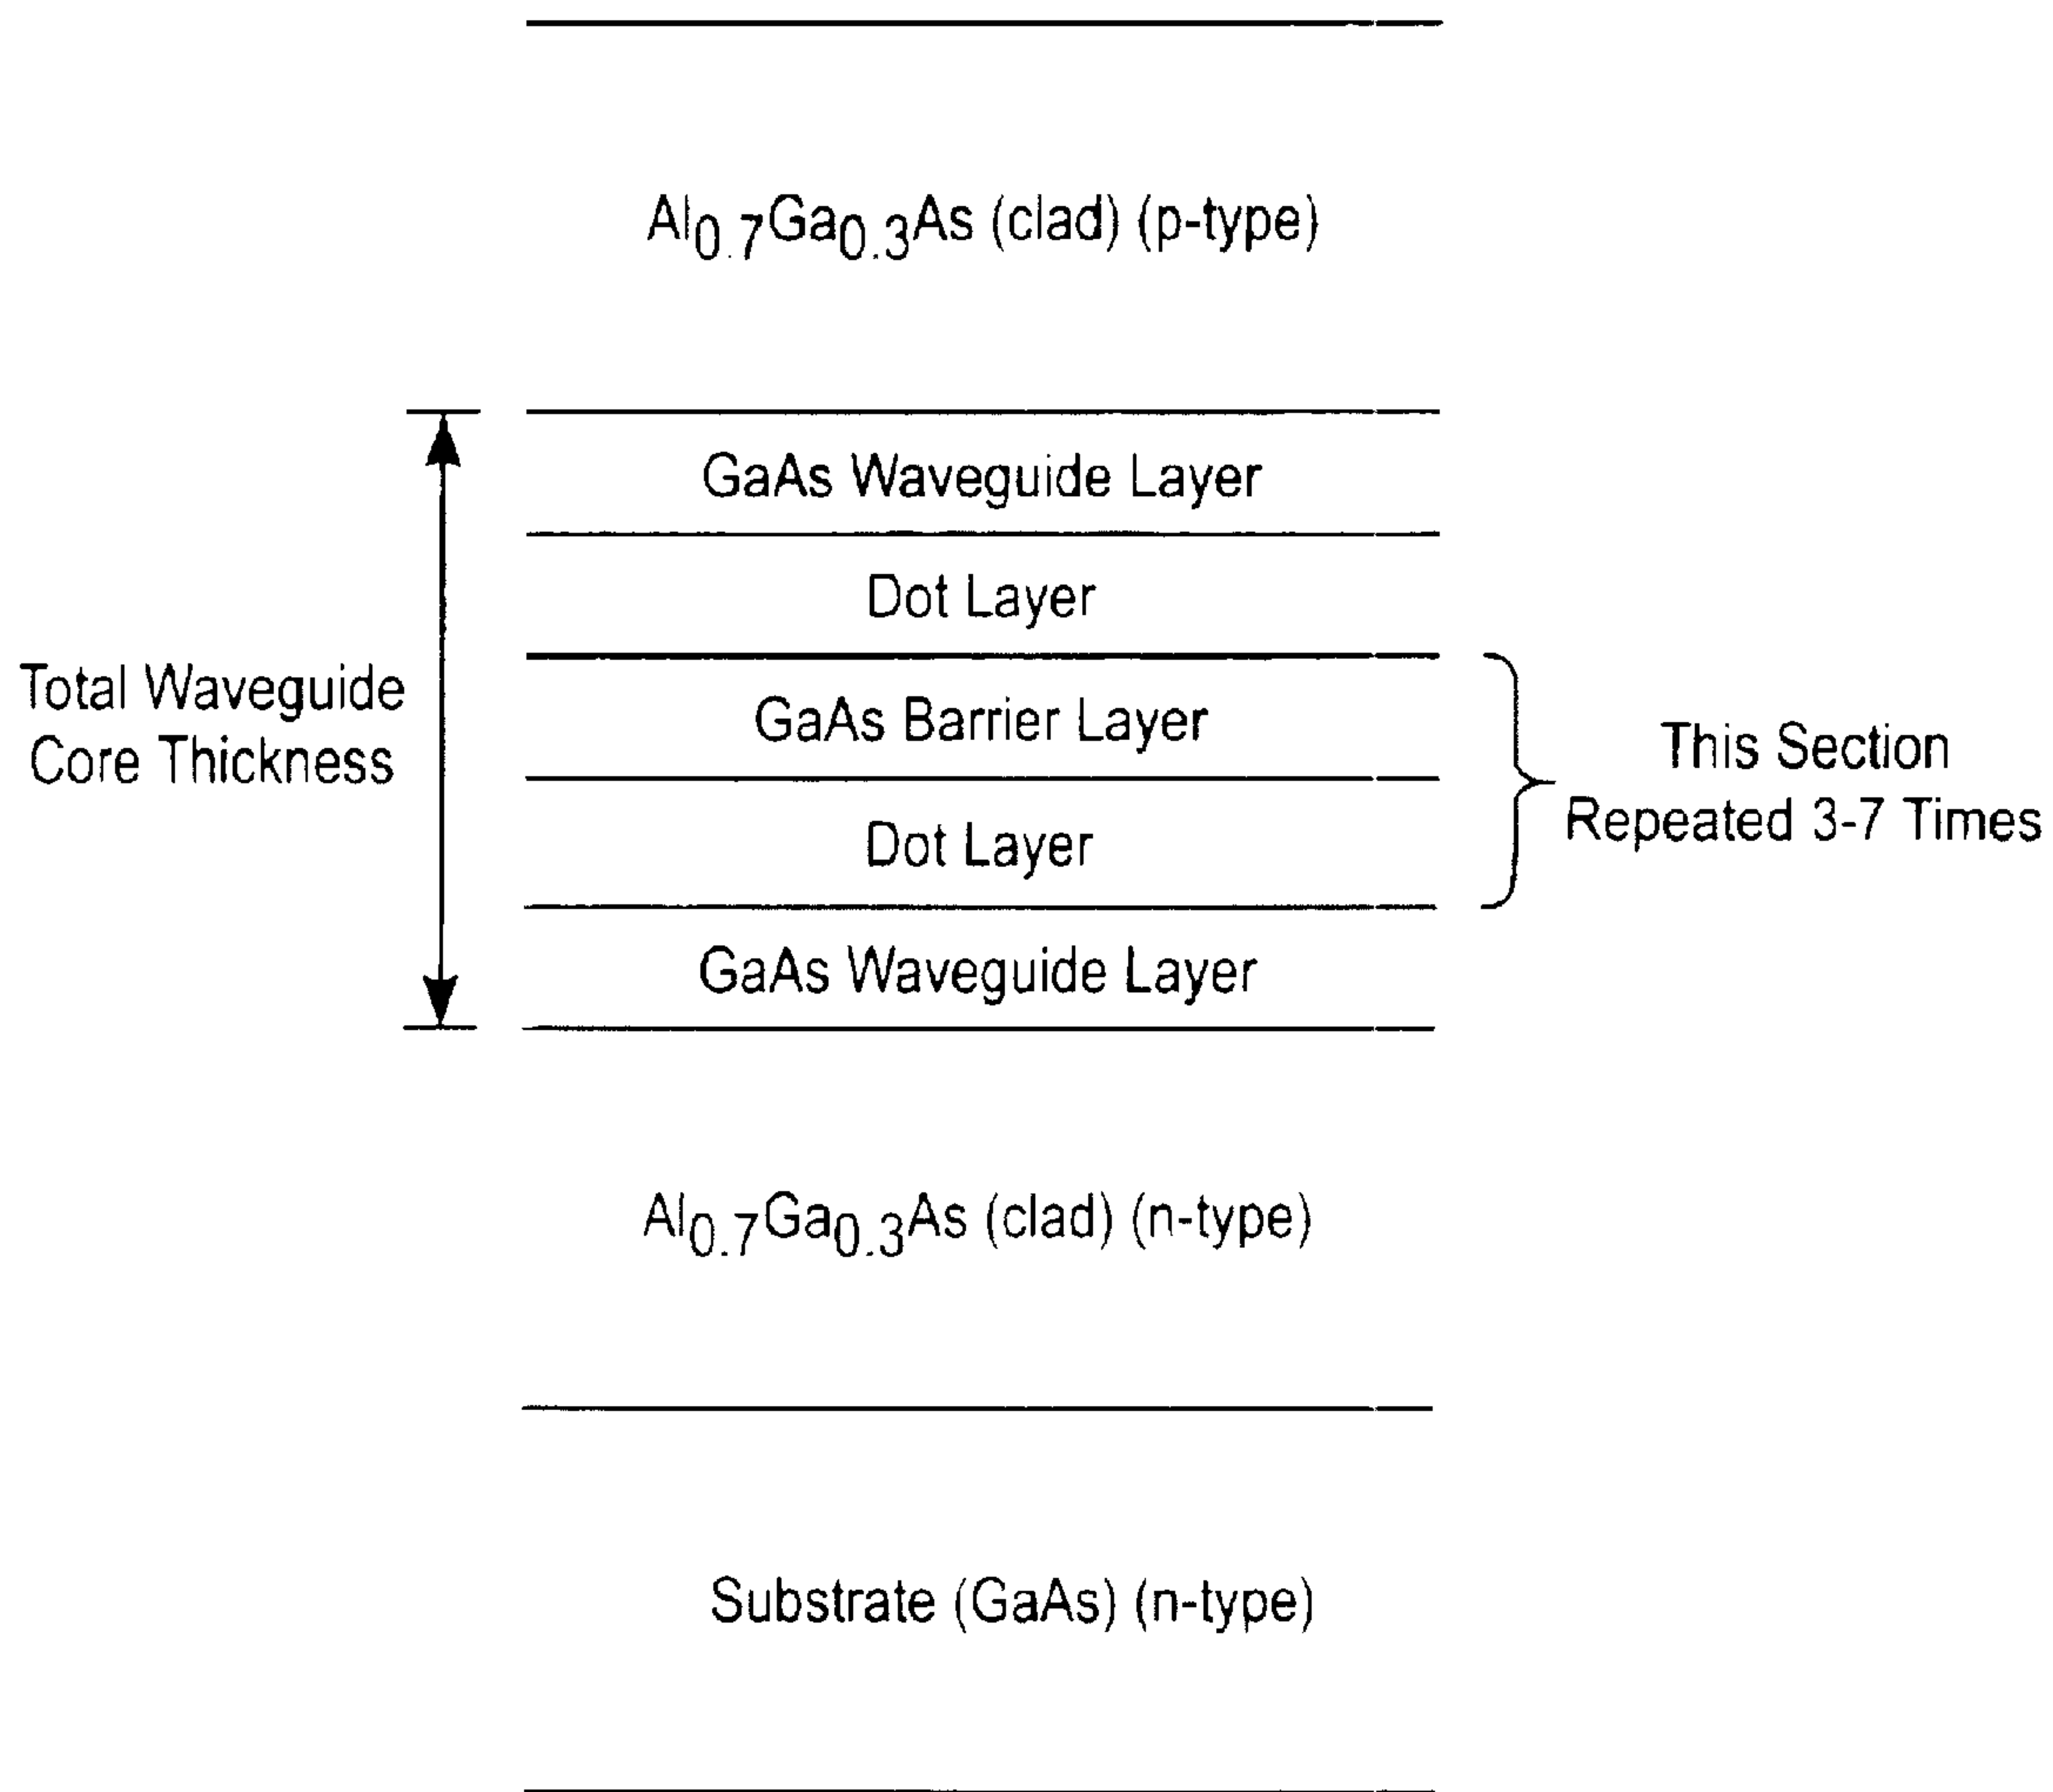 Al0.7Ga0.3As (clad) (p-type)
GaAs Waveguide Layer
Dot Layer
Total Waveguide
Core Thickness
GaAs Barrier Layer
This Section
Repeated 3-7 Times
Dot Layer
GaAs Waveguide Layer
Al0.7Ga0.3As (clad) (n-type)
Substrate (GaAs) (n-type)